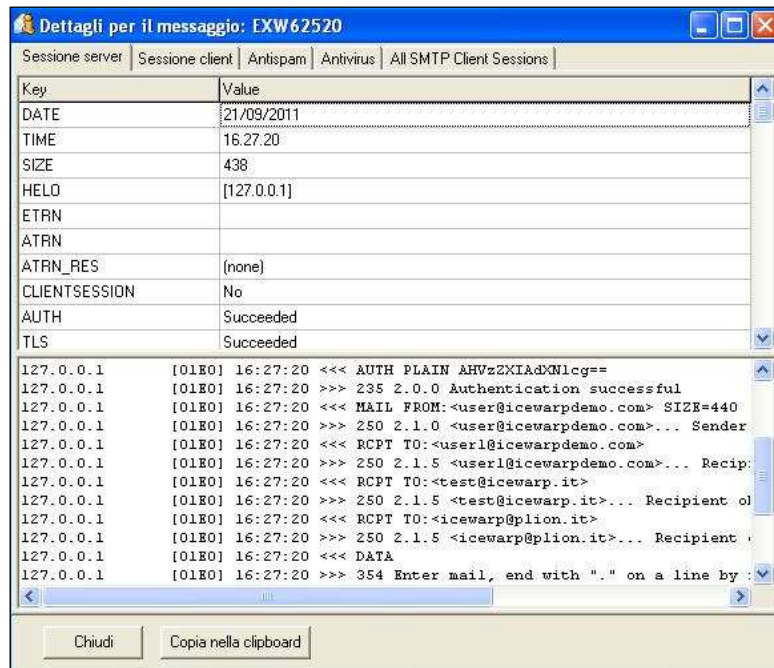 Dettagli per il messaggio: EXW62520
Sessione server Sessione client Antispam Antivirus All SMTP Client Sessions
Key Value
DATE 21/09/2011
TIME 16.27.20
SIZE 438
HELO [127.0.0.1]
ETRN
ATRN
ATRN_RES (none)
CLIENTSESSION No
AUTH Succeeded
TLS Succeeded
127.0.0.1 [01E0] 16:27:20 <<< AUTH PLAIN AHVzZXIAdXNlcg==
127.0.0.1 [01E0] 16:27:20 >>> 235 2.0.0 Authentication successful
127.0.0.1 [01E0] 16:27:20 <<< MAIL FROM:<user@icewarpdemo.com> SIZE=440
127.0.0.1 [01E0] 16:27:20 >>> 250 2.1.0 <user@icewarpdemo.com>... Sender
127.0.0.1 [01E0] 16:27:20 <<< RCPT TO:<user1@icewarpdemo.com>
127.0.0.1 [01E0] 16:27:20 >>> 250 2.1.5 <user1@icewarpdemo.com>... Recip
127.0.0.1 [01E0] 16:27:20 <<< RCPT TO:<test@icewarp.it>
127.0.0.1 [01E0] 16:27:20 >>> 250 2.1.5 <test@icewarp.it>... Recipient
127.0.0.1 [01E0] 16:27:20 <<< RCPT TO:<icewarp@plion.it>
127.0.0.1 [01E0] 16:27:20 >>> 250 2.1.5 <icewarp@plion.it>... Recipient
127.0.0.1 [01E0] 16:27:20 <<< DATA
127.0.0.1 [01E0] 16:27:20 >>> 354 Enter mail, end with "." on a line by
Chiudi Copia nella clipboard